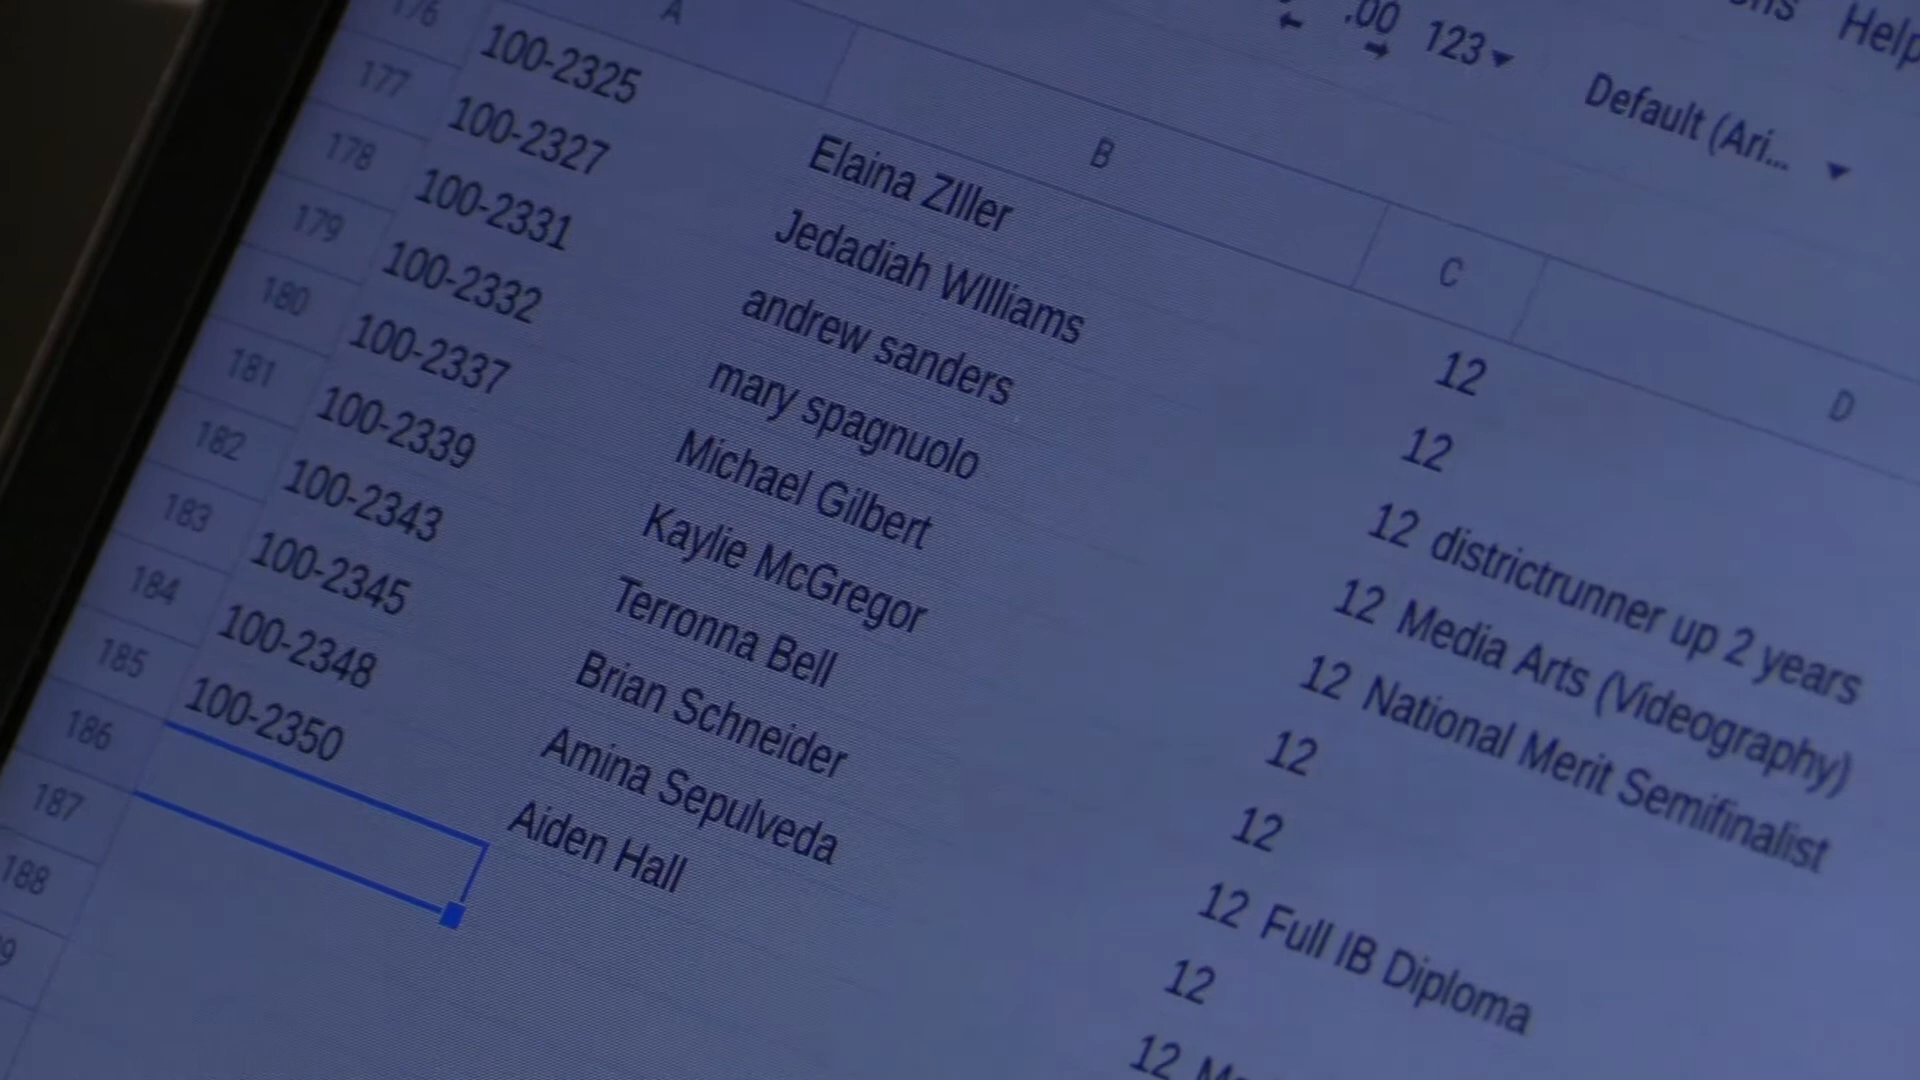 Help
.00 123
Default (Ari...
A B C D
176 100-2325 Elaina ZIller 12
177 100-2327 Jedadiah WIlliams 12
178 100-2331 andrew sanders 12 districtrunner up 2 years
179 100-2332 mary spagnuolo 12 Media Arts (Videography)
180 100-2337 Michael Gilbert 12 National Merit Semifinalist
181 100-2339 Kaylie McGregor 12
182 100-2343 Terronna Bell 12
183 100-2345 Brian Schneider 12 Full IB Diploma
184 100-2348 Amina Sepulveda 12
185 100-2350 Aiden Hall 12
186
187
188